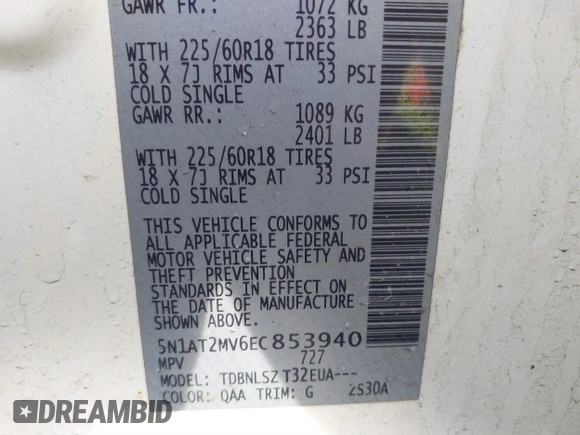 GAWR FR.: 1072 KG
2363 LB
WITH 225/60R18 TIRES
18 X 7J RIMS AT 33 PSI
COLD SINGLE
GAWR RR.: 1089 KG
2401 LB
WITH 225/60R18 TIRES
18 X 7J RIMS AT 33 PSI
COLD SINGLE
THIS VEHICLE CONFORMS TO
ALL APPLICABLE FEDERAL
MOTOR VEHICLE SAFETY AND
THEFT PREVENTION
STANDARDS IN EFFECT ON
THE DATE OF MANUFACTURE
SHOWN ABOVE.
5N1AT2MV6EC853940
MPV 727
MODEL: TDBNLSZ T32EUA---
COLOR: QAA TRIM: G 2S30A
DEALERSCLUB